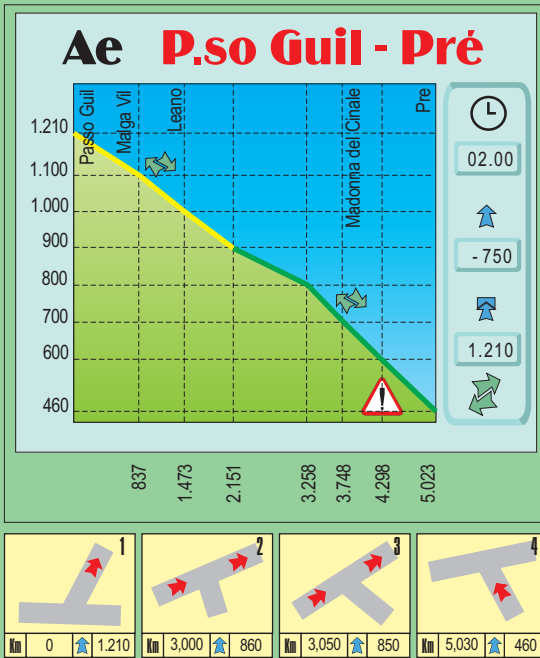 Ae P.so Guil - Pré
Passo Guil
Malga Vil
Leano
Madonna del Cinale
Pre
1.210
1.100
1.000
900
800
700
600
460
!
837
1.473
2.151
3.258
3.748
4.298
5.023
02.00
-750
1.210
1
Km 0 1.210
2
Km 3,000 860
3
Km 3,050 850
4
Km 5,030 460